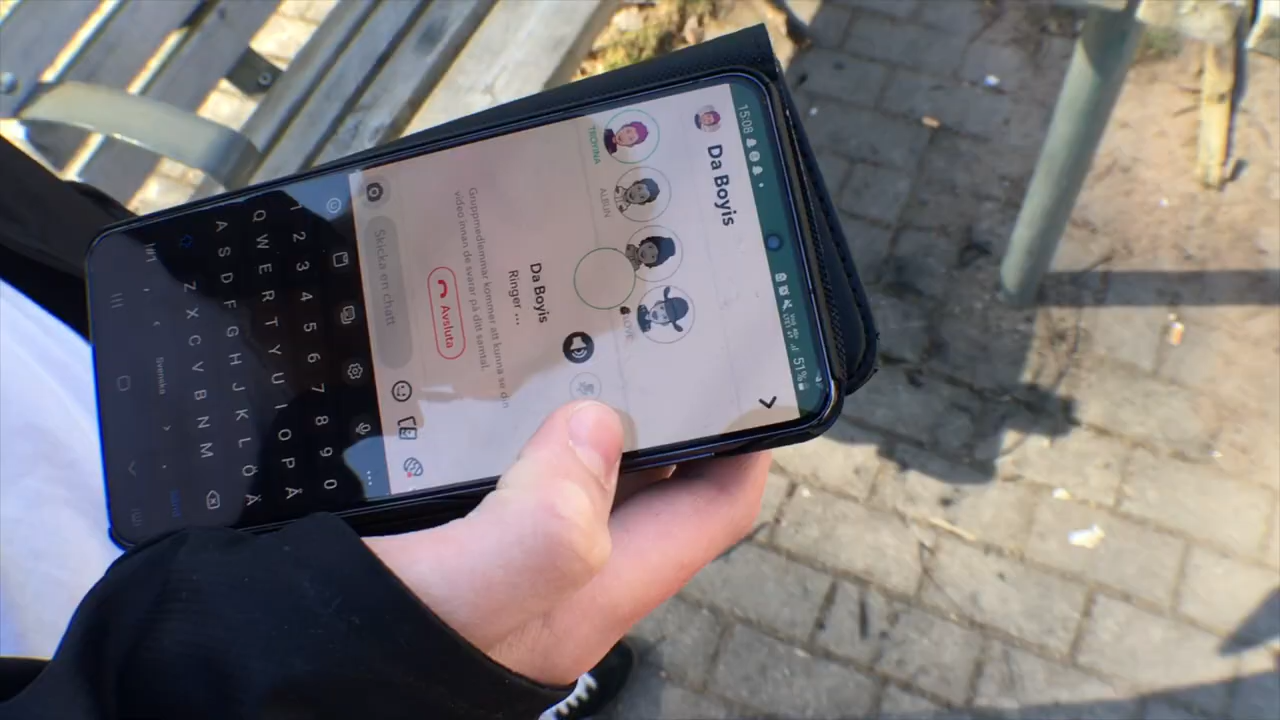 15:08
51%
Da Boyis
ALBIN
Da Boyis
Ringer ...
Gruppmedlemmar kommer att kunna se din
video innan de svarar på ditt samtal.
Avsluta
Skicka en chatt
1 2 3 4 5 6 7 8 9 0
Q W E R T Y U I O P Å
A S D F G H J K L Ö Ä
Z X C V B N M
!#1
Svenska